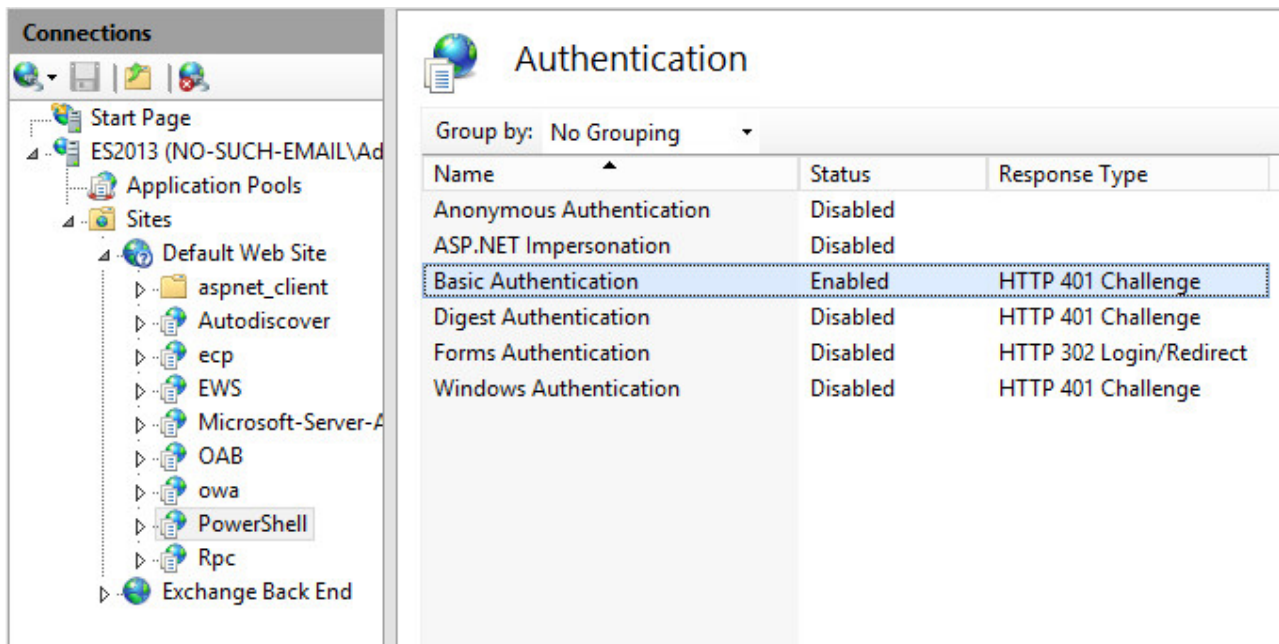 Connections
Start Page
ES2013 (NO-SUCH-EMAIL\Ad
Application Pools
Sites
Default Web Site
aspnet_client
Autodiscover
ecp
EWS
Microsoft-Server-A
OAB
owa
PowerShell
Rpc
Exchange Back End
Authentication
Group by: No Grouping
Name Status Response Type
Anonymous Authentication Disabled
ASP.NET Impersonation Disabled
Basic Authentication Enabled HTTP 401 Challenge
Digest Authentication Disabled HTTP 401 Challenge
Forms Authentication Disabled HTTP 302 Login/Redirect
Windows Authentication Disabled HTTP 401 Challenge